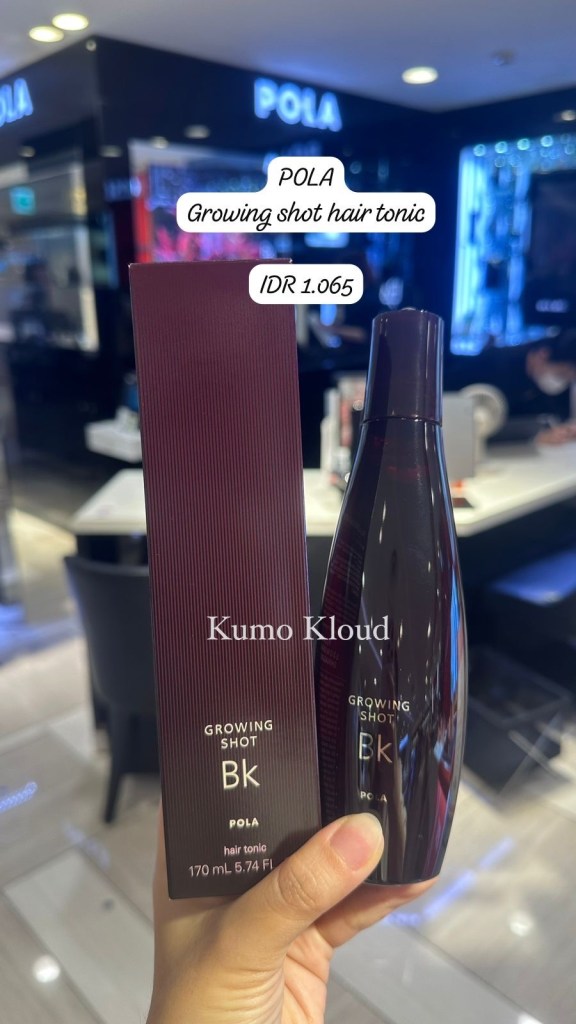 POLA
POLA
Growing shot hair tonic
IDR 1.065
Kumo Kloud
GROWING
SHOT
Bk
POLA
hair tonic
170 mL 5.74 FL
GROWING
SHOT
Bk
POLA